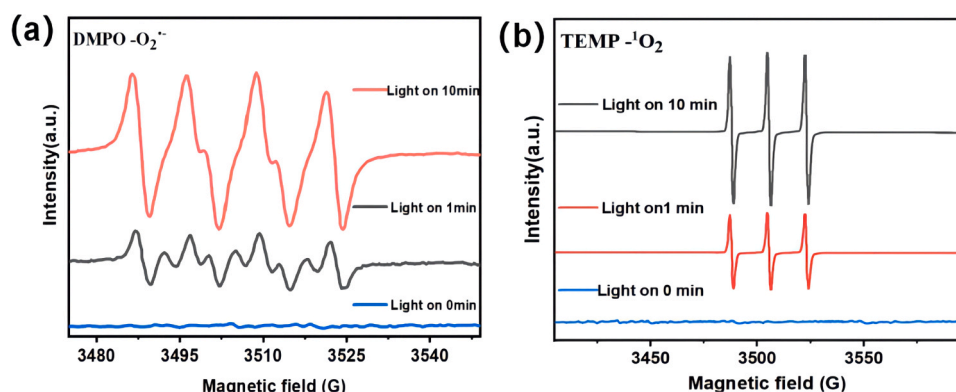 (a)
DMPO -O₂•-
Light on 10min
Light on 1min
Light on 0min
Intensity(a.u.)
3480 3495 3510 3525 3540
Magnetic field (G)
(b)
TEMP -¹O₂
Light on 10 min
Light on1 min
Light on 0 min
Intensity(a.u.)
3450 3500 3550
Magnetic field (G)